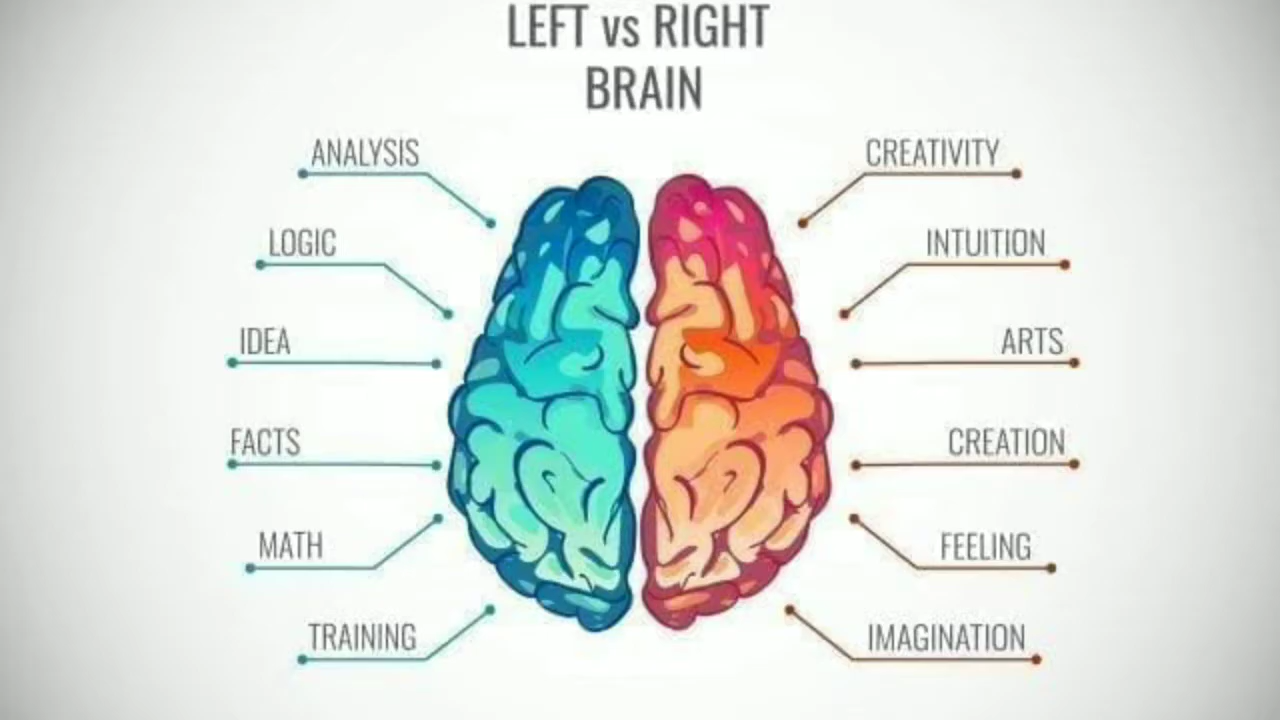 LEFT vs RIGHT
BRAIN
ANALYSIS
LOGIC
IDEA
FACTS
MATH
TRAINING
CREATIVITY
INTUITION
ARTS
CREATION
FEELING
IMAGINATION